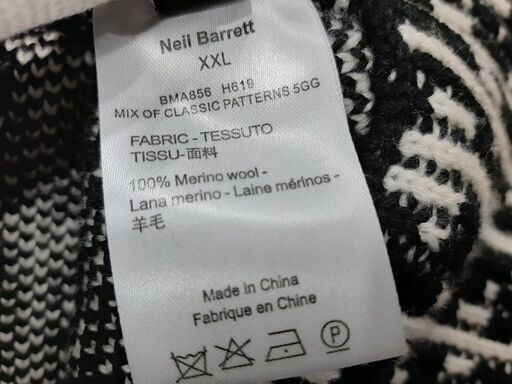 Neil Barrett
XXL
BMA856 H619
MIX OF CLASSIC PATTERNS 5GG
FABRIC - TESSUTO
TISSU-面料
100% Merino wool -
Lana merino - Laine mérinos -
羊毛
Made in China
Fabrique en Chine
P